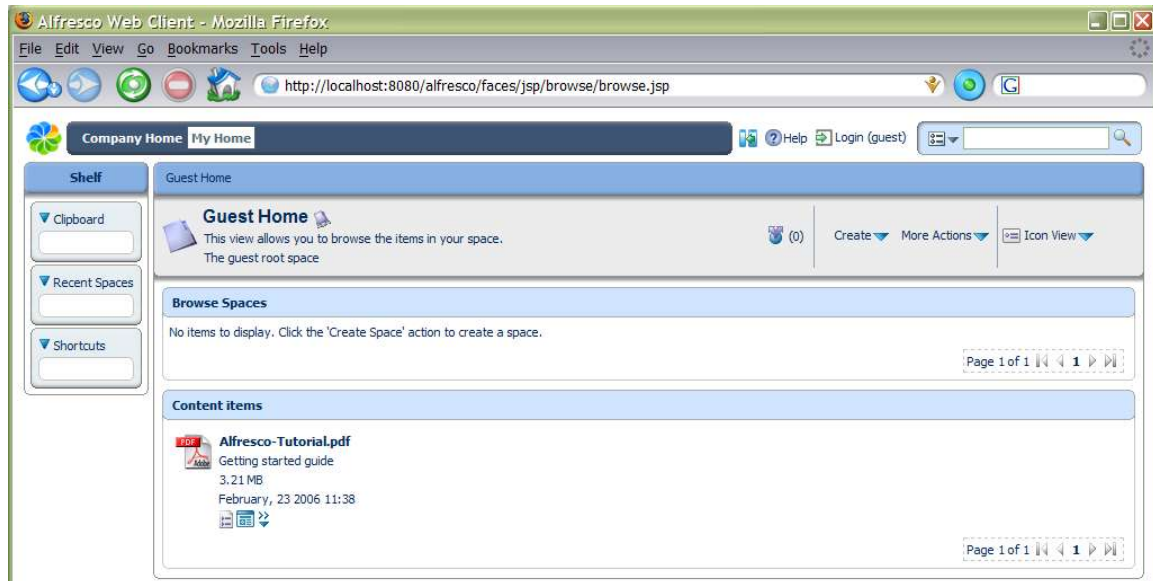 Alfresco Web Client - Mozilla Firefox
File Edit View Go Bookmarks Tools Help
http://localhost:8080/alfresco/faces/jsp/browse/browse.jsp
G
Company Home My Home
Help Login (guest)
Shelf
Guest Home
Clipboard
Recent Spaces
Shortcuts
Guest Home
This view allows you to browse the items in your space.
The guest root space
(0) Create More Actions Icon View
Browse Spaces
No items to display. Click the 'Create Space' action to create a space.
Page 1 of 1 1
Content items
PDF
Adobe
Alfresco-Tutorial.pdf
Getting started guide
3.21 MB
February, 23 2006 11:38
Page 1 of 1 1